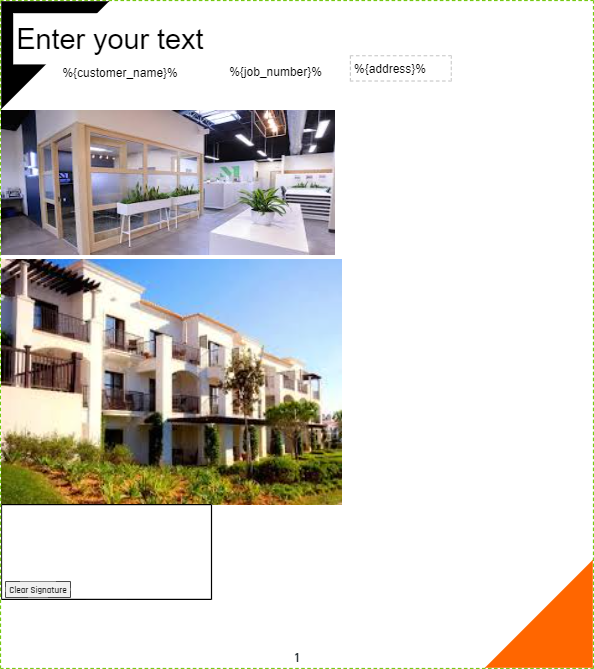 Enter your text
%{customer_name}% %{job_number}% %{address}%
Clear Signature
1